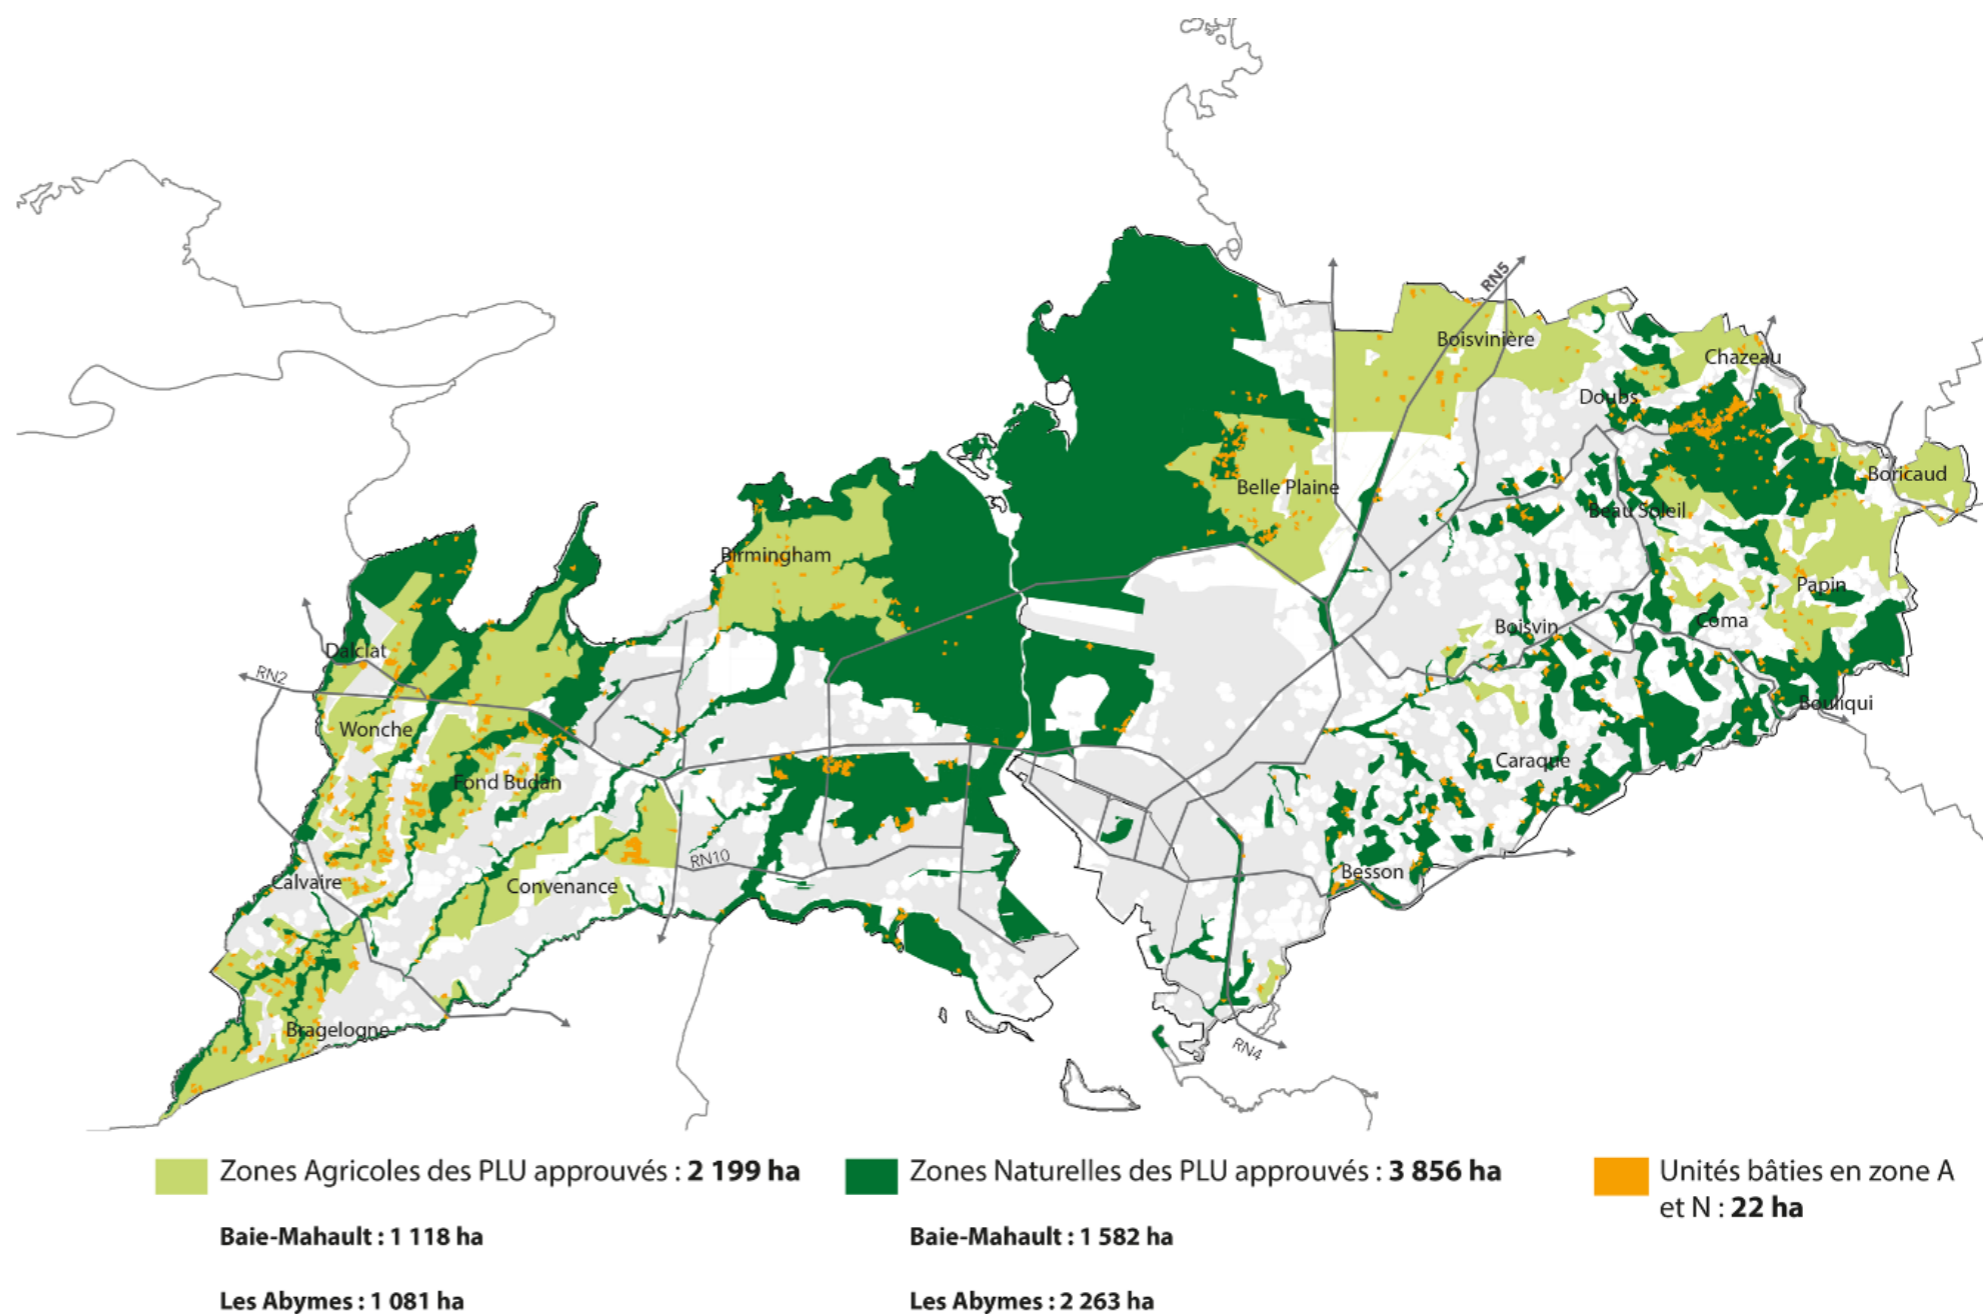 RN5
Boisvinière
Chazeau
Doubs
Boricaud
Belle Plaine
Beau Soleil
Birmingham
Papin
Coma
Boisvin
Dalciat
RN2
Bouliqui
Wonche
Caraque
Fond Budan
RN10
Besson
Calvaire
Convenance
Bragelogne
RN4
Zones Agricoles des PLU approuvés : 2 199 ha
Baie-Mahault : 1 118 ha
Les Abymes : 1 081 ha
Zones Naturelles des PLU approuvés : 3 856 ha
Baie-Mahault : 1 582 ha
Les Abymes : 2 263 ha
Unités bâties en zone A
et N : 22 ha